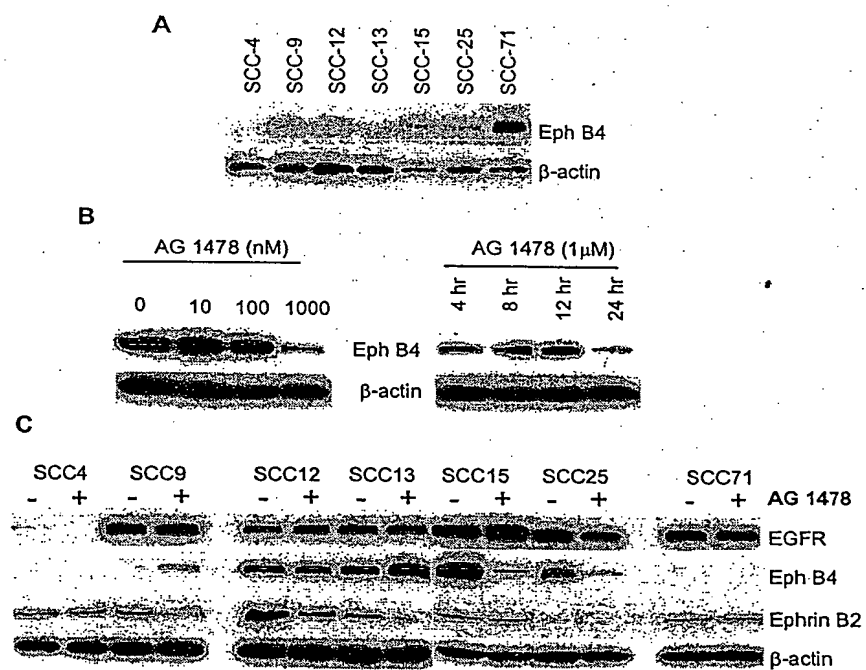 A
SCC-4 SCC-9 SCC-12 SCC-13 SCC-15 SCC-25 SCC-71
Eph B4
β-actin
B
AG 1478 (nM) AG 1478 (1μM)
0 10 100 1000 4 hr 8 hr 12 hr 24 hr
Eph B4
β-actin
C
SCC4 SCC9 SCC12 SCC13 SCC15 SCC25 SCC71
- + - + - + - + - + - + - + AG 1478
EGFR
Eph B4
Ephrin B2
β-actin